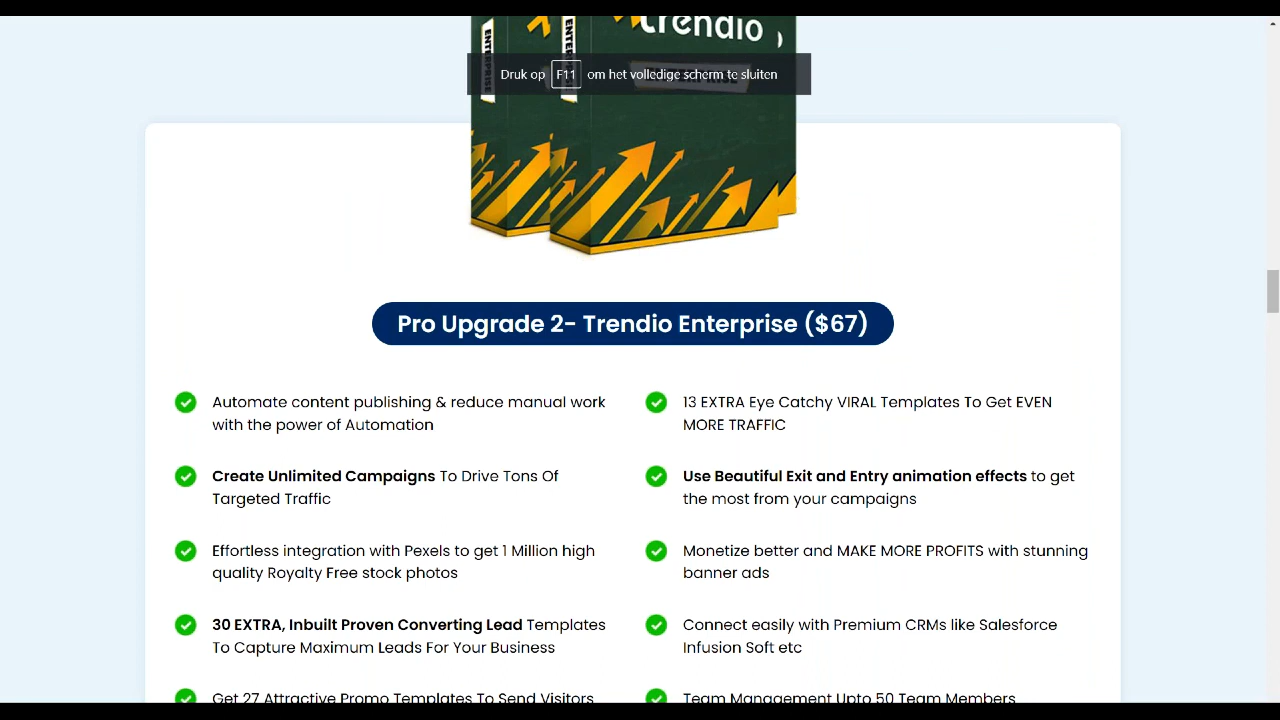 trendio
ENTERPRISE
ENTERPRISE
ENTERPRISE
Druk op F11 om het volledige scherm te sluiten
Pro Upgrade 2- Trendio Enterprise ($67)
Automate content publishing & reduce manual work
with the power of Automation
13 EXTRA Eye Catchy VIRAL Templates To Get EVEN
MORE TRAFFIC
Create Unlimited Campaigns To Drive Tons Of
Targeted Traffic
Use Beautiful Exit and Entry animation effects to get
the most from your campaigns
Effortless integration with Pexels to get 1 Million high
quality Royalty Free stock photos
Monetize better and MAKE MORE PROFITS with stunning
banner ads
30 EXTRA, Inbuilt Proven Converting Lead Templates
To Capture Maximum Leads For Your Business
Connect easily with Premium CRMs like Salesforce
Infusion Soft etc
Get 27 Attractive Promo Templates To Send Visitors
Team Management Upto 50 Team Members